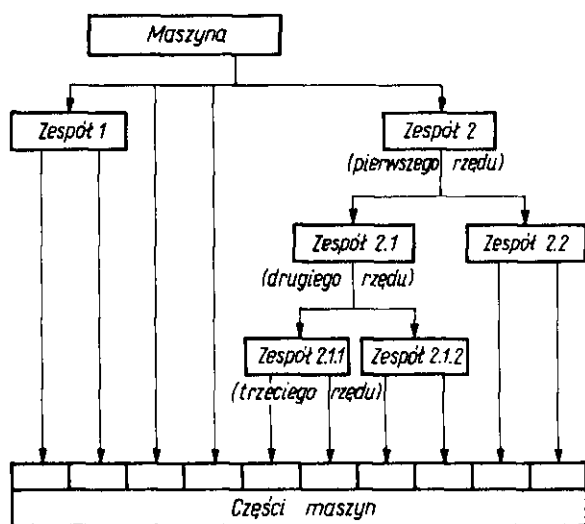 Maszyna
Zespół 1
Zespół 2
(pierwszego rzędu)
Zespół 2.1
Zespół 2.2
(drugiego rzędu)
Zespół 2.1.1
Zespół 2.1.2
(trzeciego rzędu)
Części maszyn